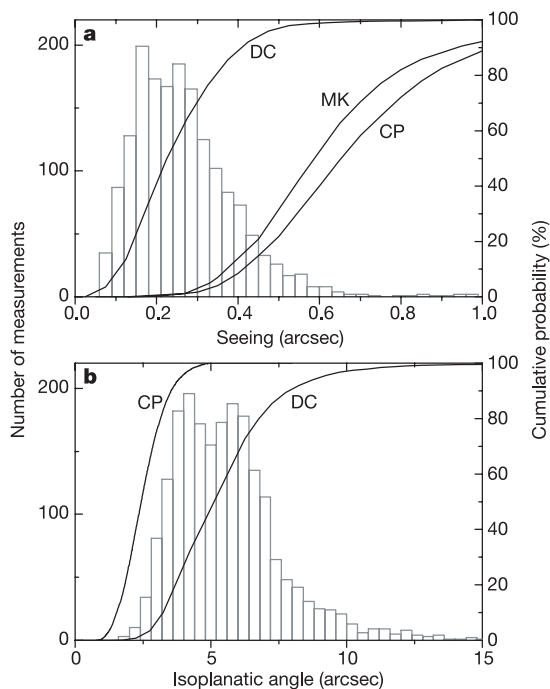 a
200
100
0
0.0
0.2
0.4
0.6
0.8
1.0
100
80
60
40
20
0
DC
MK
CP
Seeing (arcsec)
Number of measurements
Cumulative probability (%)
b
200
100
0
0
5
10
15
100
80
60
40
20
0
CP
DC
Isoplanatic angle (arcsec)